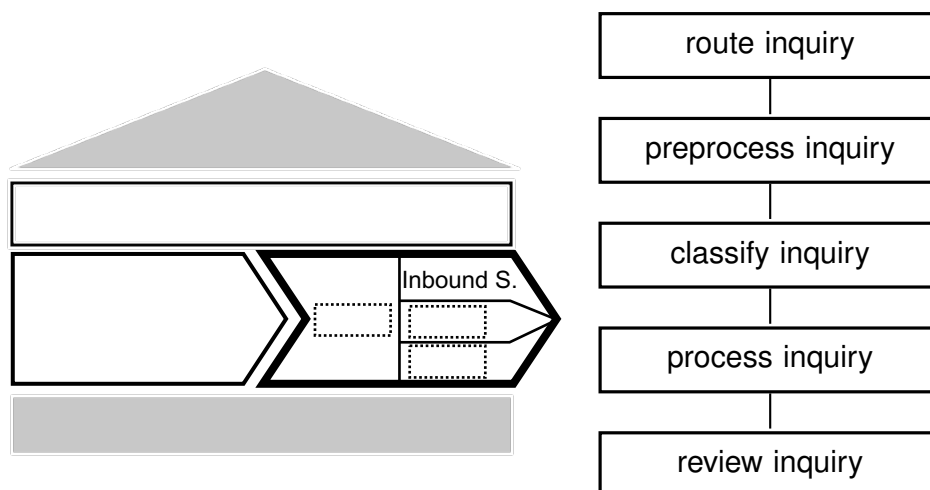 Inbound S.
route inquiry
preprocess inquiry
classify inquiry
process inquiry
review inquiry